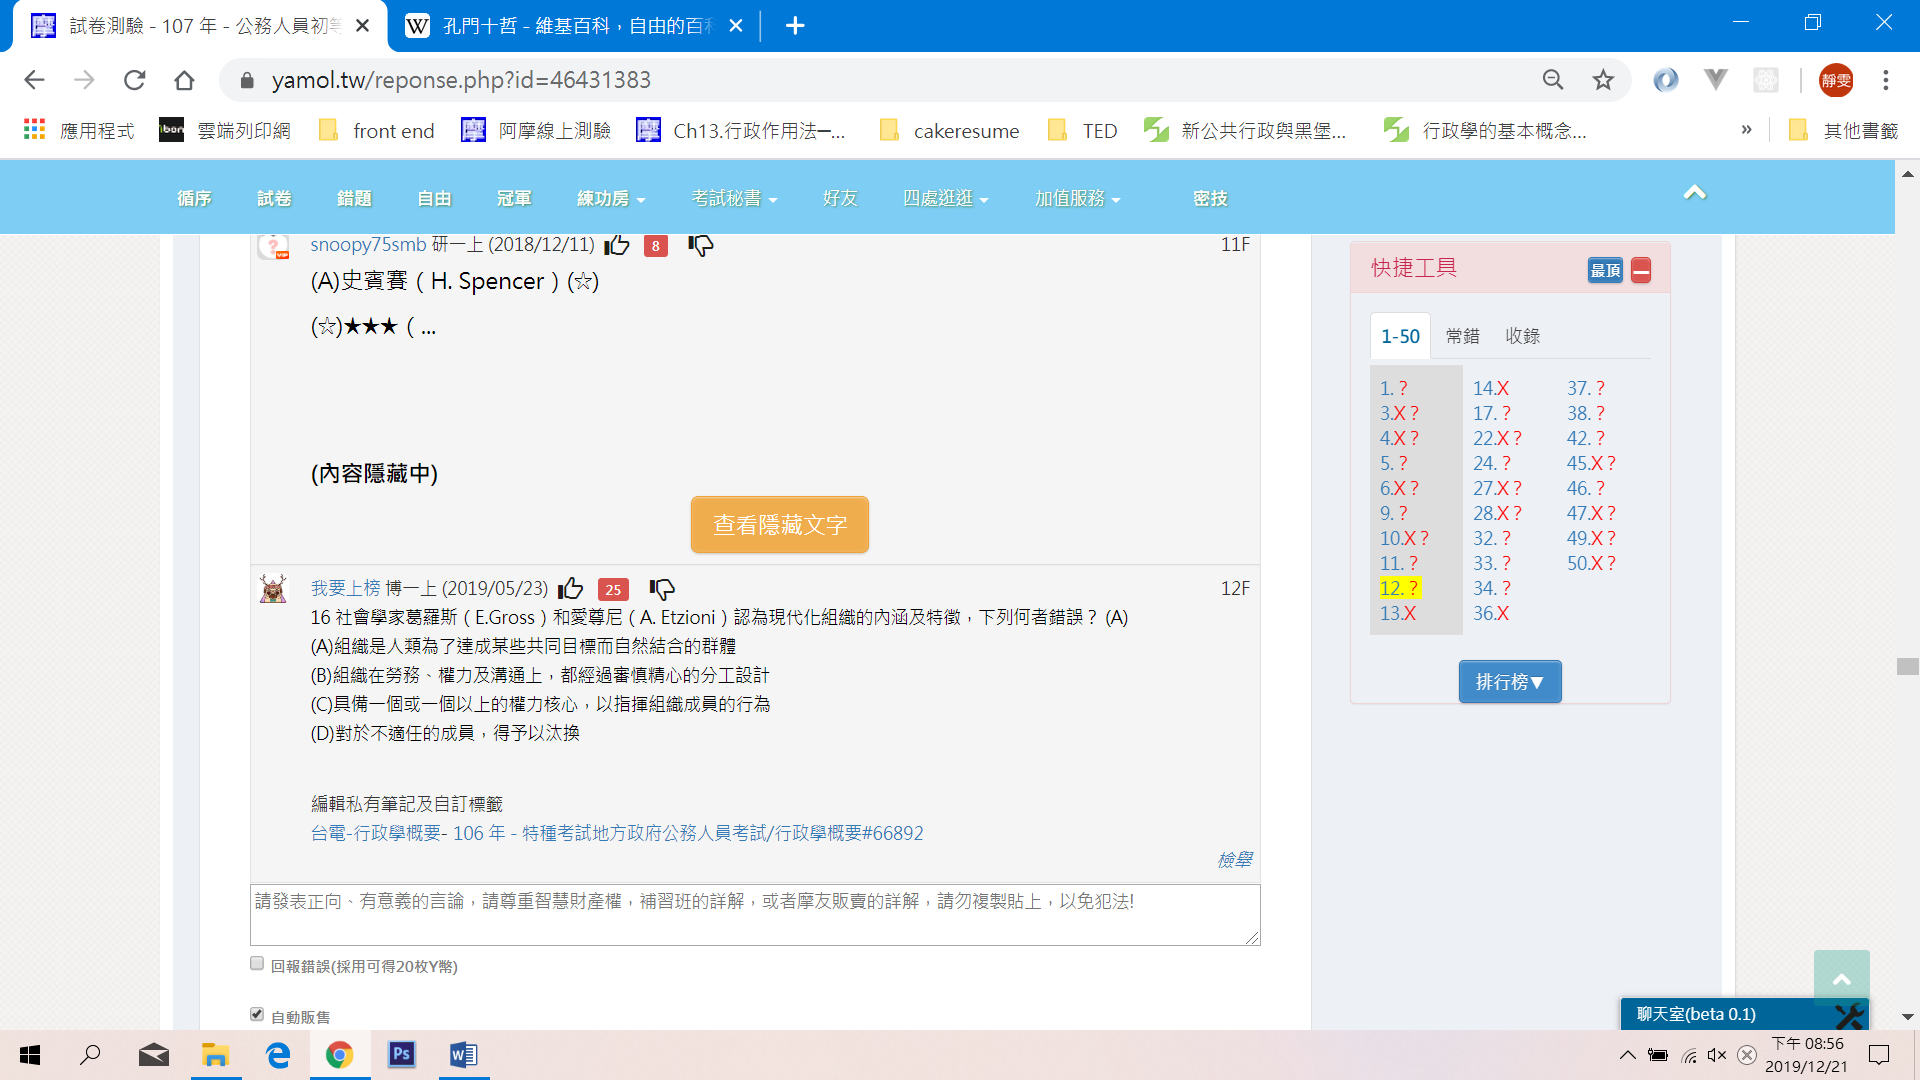 試卷測驗 - 107 年 - 公務人員初等
孔門十哲 - 維基百科，自由的百科
yamol.tw/reponse.php?id=46431383
靜雯
應用程式
ibon
雲端列印網
front end
摩
阿摩線上測驗
摩
Ch13.行政作用法─...
cakeresume
TED
新公共行政與黑堡...
行政學的基本概念...
»
其他書籤
循序 試卷 錯題 自由 冠軍 練功房 考試秘書 好友 四處逛逛 加值服務 密技
snoopy75smb 研一上 (2018/12/11) 8 11F
(A)史賓賽（H. Spencer）(☆)
(☆)★★★（...
(內容隱藏中)
查看隱藏文字
我要上榜 博一上 (2019/05/23) 25 12F
16 社會學家葛羅斯（E.Gross）和愛尊尼（A. Etzioni）認為現代化組織的內涵及特徵，下列何者錯誤？ (A)
(A)組織是人類為了達成某些共同目標而自然結合的群體
(B)組織在勞務、權力及溝通上，都經過審慎精心的分工設計
(C)具備一個或一個以上的權力核心，以指揮組織成員的行為
(D)對於不適任的成員，得予以汰換
編輯私有筆記及自訂標籤
台電-行政學概要- 106 年 - 特種考試地方政府公務人員考試/行政學概要#66892
檢舉
請發表正向、有意義的言論，請尊重智慧財產權，補習班的詳解，或者摩友販賣的詳解，請勿複製貼上，以免犯法!
回報錯誤(採用可得20枚Y幣)
自動販售
快捷工具 最頂
1-50 常錯 收錄
1. ? 14.X 37. ?
3.X ? 17. ? 38. ?
4.X ? 22.X ? 42. ?
5. ? 24. ? 45.X ?
6.X ? 27.X ? 46. ?
9. ? 28.X ? 47.X ?
10.X ? 32. ? 49.X ?
11. ? 33. ? 50.X ?
12. ? 34. ?
13.X 36.X
排行榜▼
聊天室(beta 0.1)
下午 08:56
2019/12/21